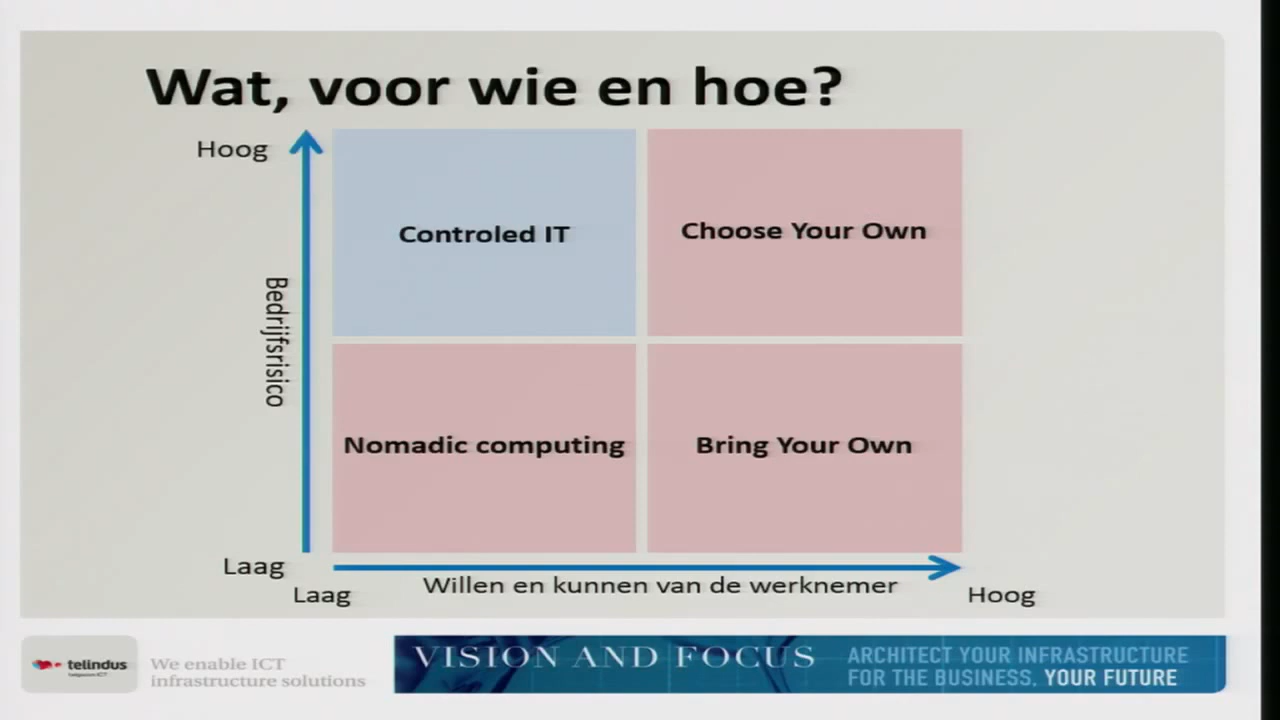 Wat, voor wie en hoe?
Hoog
Controled IT
Choose Your Own
Bedrijfsrisico
Nomadic computing
Bring Your Own
Laag
Willen en kunnen van de werknemer
Laag
Hoog
telindus
belgacom ICT
We enable ICT
infrastructure solutions
VISION AND FOCUS
ARCHITECT YOUR INFRASTRUCTURE
FOR THE BUSINESS. YOUR FUTURE